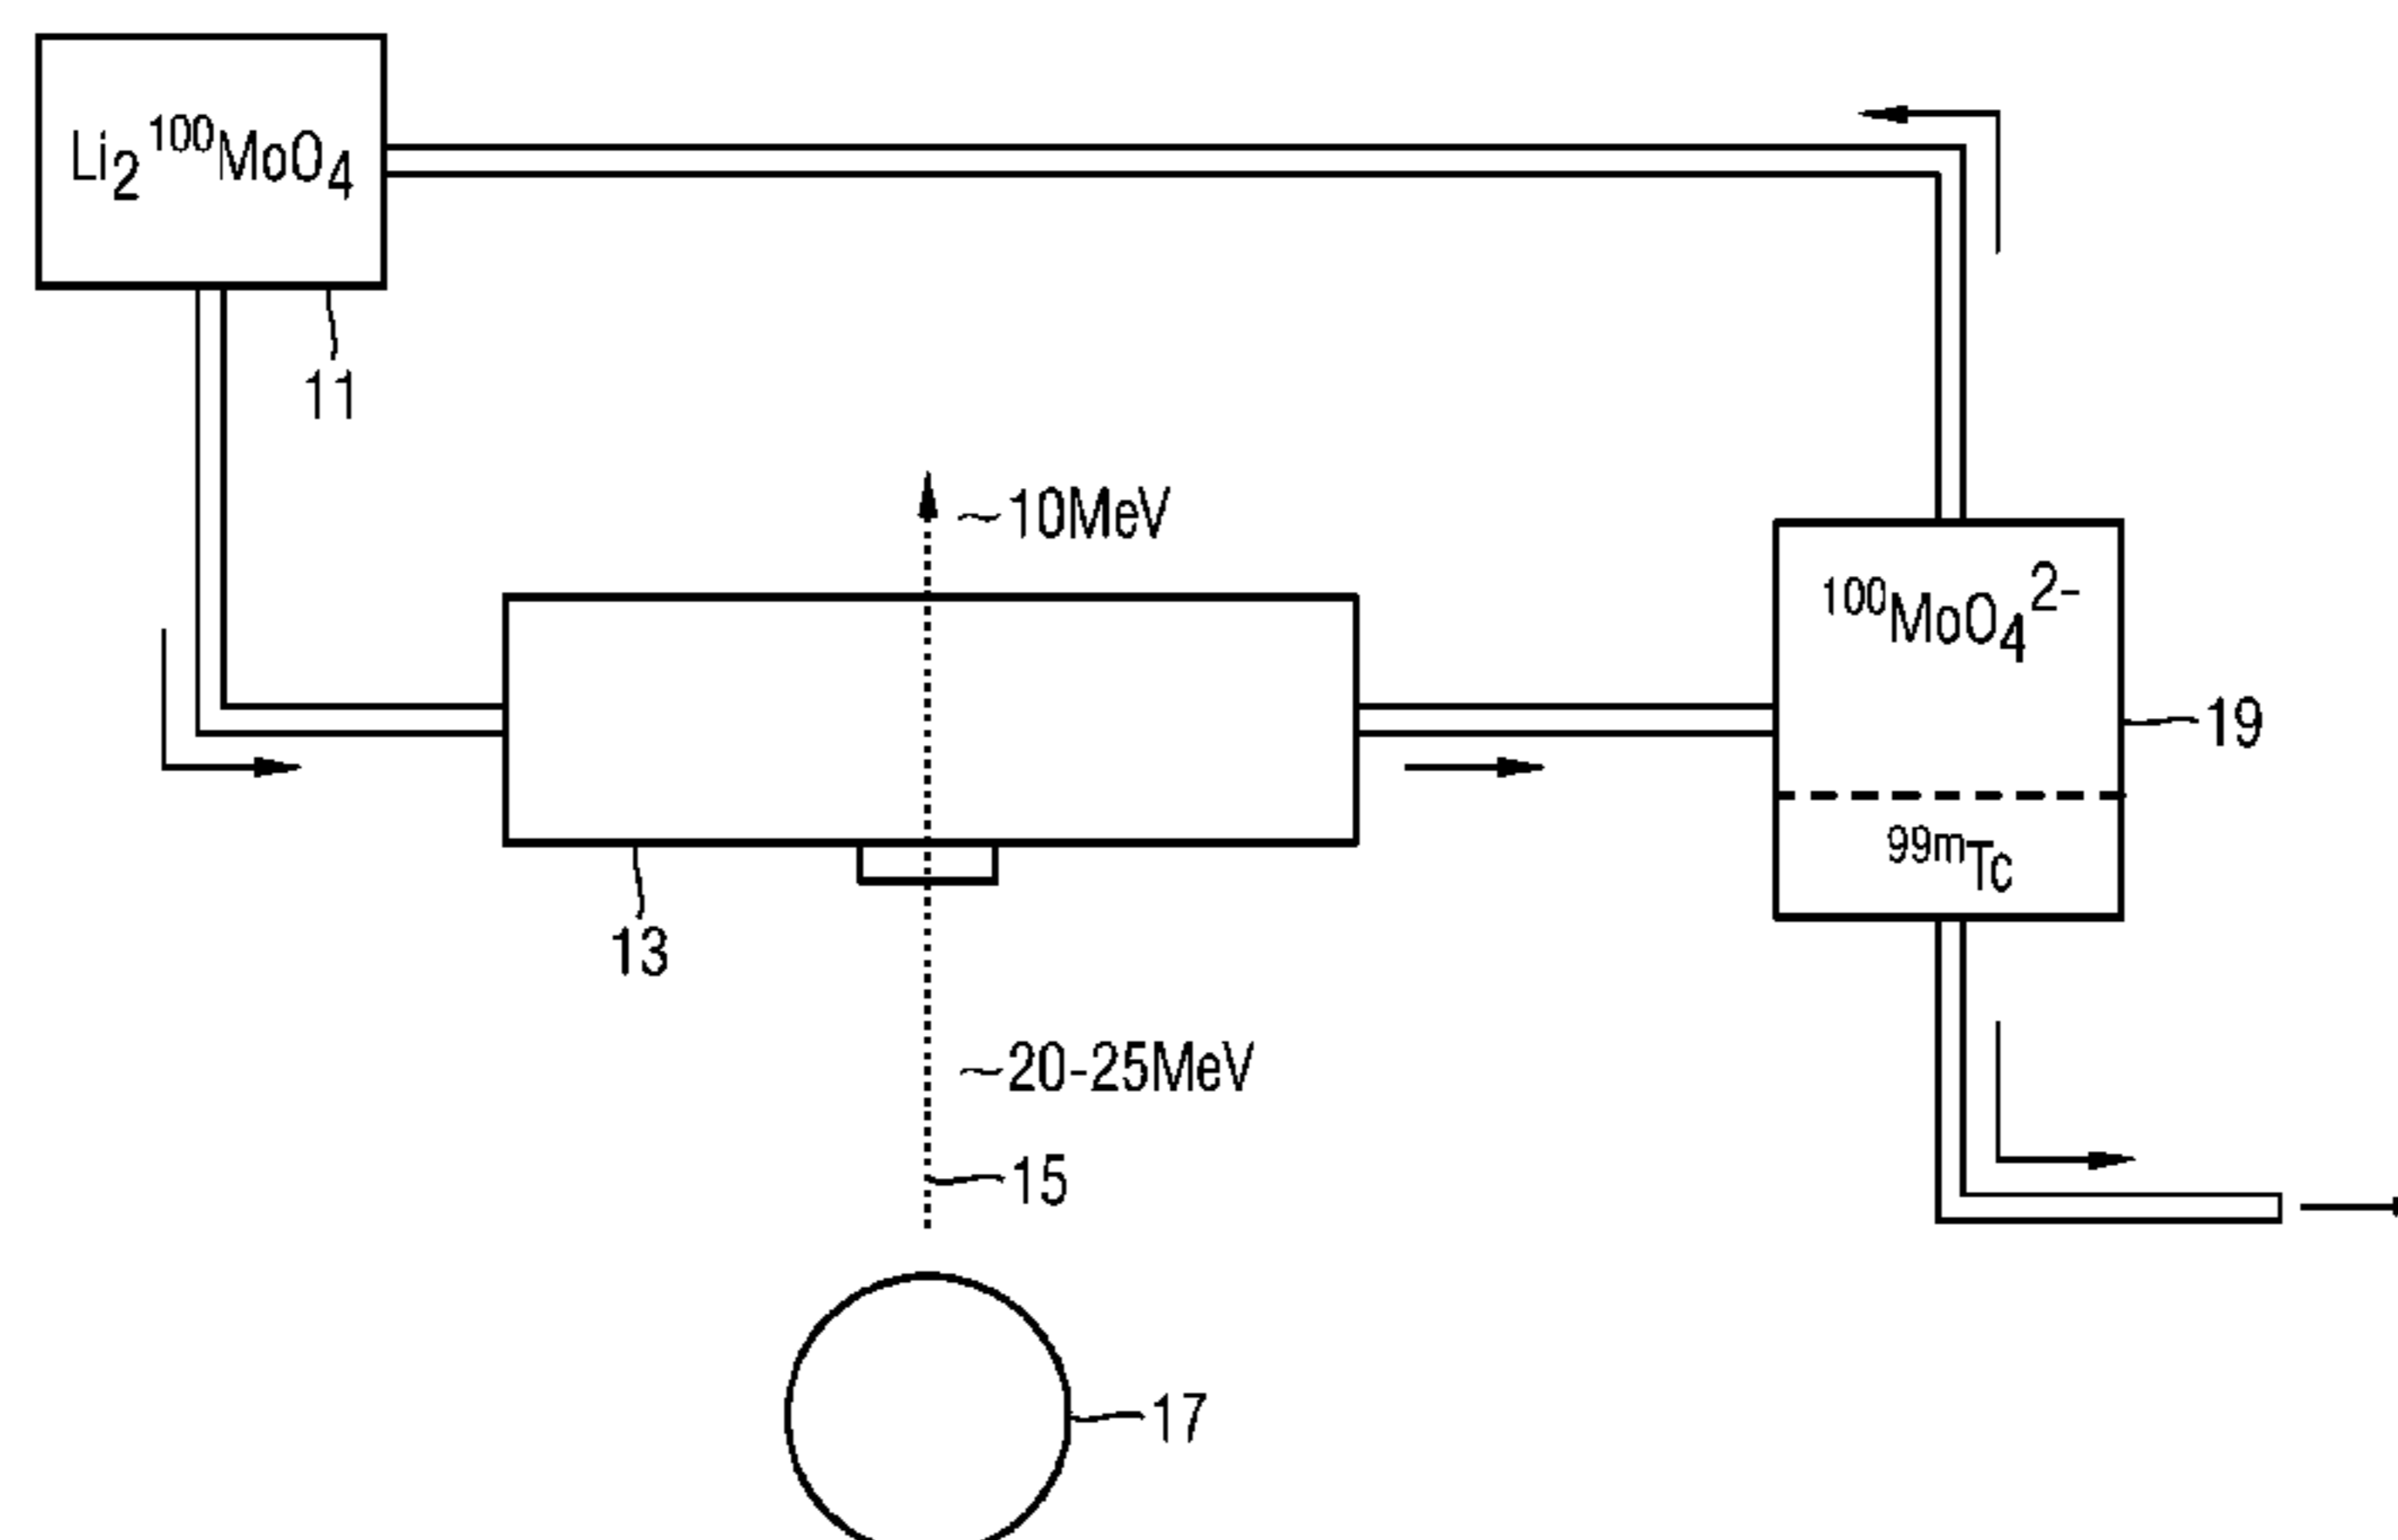 Li₂¹⁰⁰MoO₄
11
~10MeV
¹⁰⁰MoO₄²⁻
19
⁹⁹ᵐTc
13
~20-25MeV
15
17